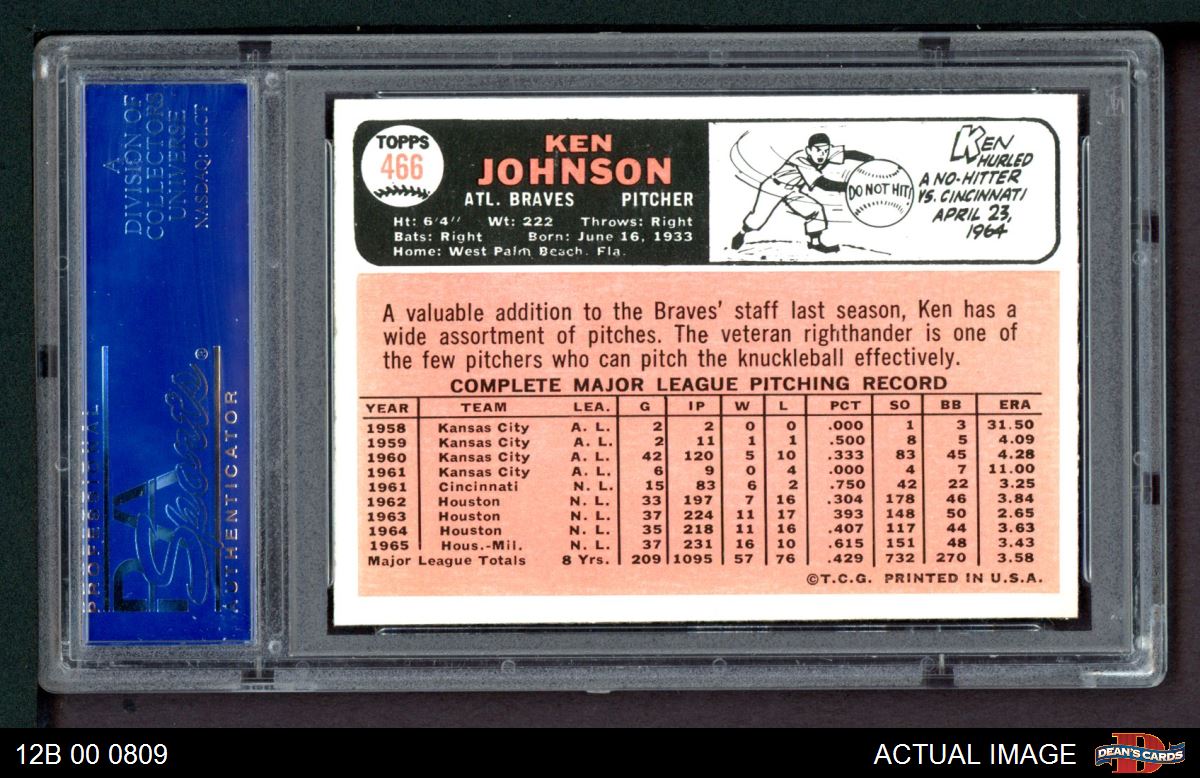 A
DIVISION OF
COLLECTORS
UNIVERSE
NASDAQ: CLCT
PROFESSIONAL
PSA
Sports®
AUTHENTICATOR
TOPPS
466
KEN
JOHNSON
ATL. BRAVES PITCHER
Ht: 6'4'' Wt: 222 Throws: Right
Bats: Right Born: June 16, 1933
Home: West Palm Beach, Fla.
DO NOT HIT!
KEN
HURLED
A NO-HITTER
VS. CINCINNATI
APRIL 23,
1964
A valuable addition to the Braves' staff last season, Ken has a
wide assortment of pitches. The veteran righthander is one of
the few pitchers who can pitch the knuckleball effectively.
COMPLETE MAJOR LEAGUE PITCHING RECORD
YEAR TEAM LEA. G IP W L PCT SO BB ERA
1958 Kansas City A. L. 2 2 0 0 .000 1 3 31.50
1959 Kansas City A. L. 2 11 1 1 .500 8 5 4.09
1960 Kansas City A. L. 42 120 5 10 .333 83 45 4.28
1961 Kansas City A. L. 6 9 0 4 .000 4 7 11.00
1961 Cincinnati N. L. 15 83 6 2 .750 42 22 3.25
1962 Houston N. L. 33 197 7 16 .304 178 46 3.84
1963 Houston N. L. 37 224 11 17 .393 148 50 2.65
1964 Houston N. L. 35 218 11 16 .407 117 44 3.63
1965 Hous.-Mil. N. L. 37 231 16 10 .615 151 48 3.43
Major League Totals 8 Yrs. 209 1095 57 76 .429 732 270 3.58
©T.C.G. PRINTED IN U.S.A.
12B 00 0809
ACTUAL IMAGE
DEAN'S CARDS